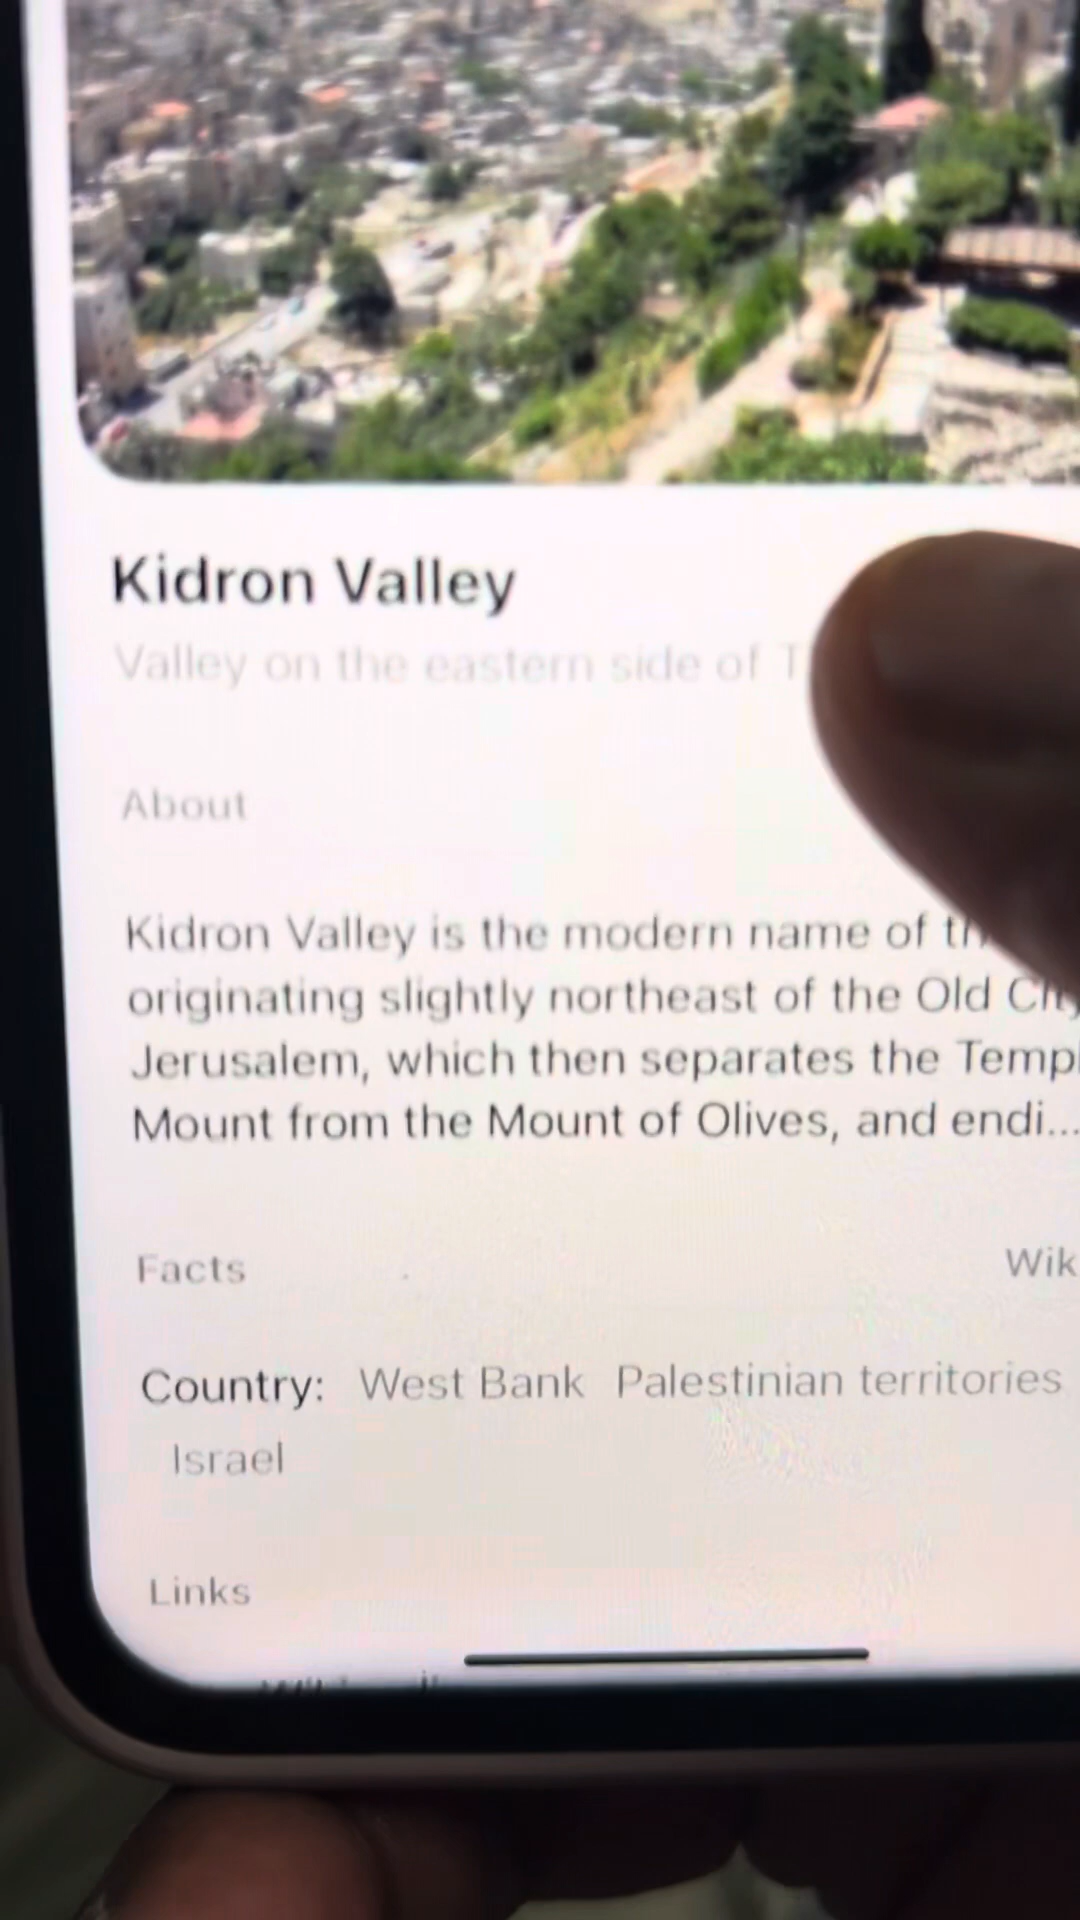 Kidron Valley
Valley on the eastern side of
About
Kidron Valley is the modern name of
originating slightly northeast of the Old
Jerusalem, which then separates the
Mount from the Mount of Olives, and endi...
Facts
Country: West Bank Palestinian territories
Israel
Links